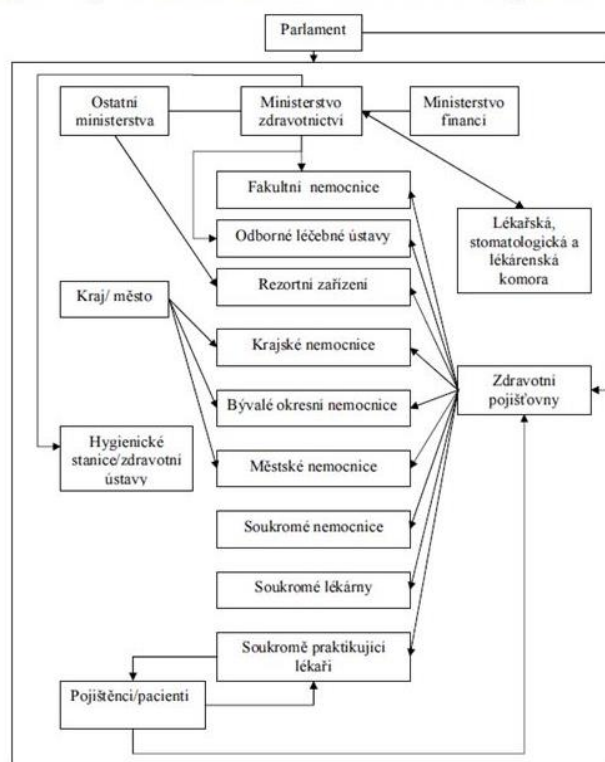 Parlament
Ostatní
ministerstva
Ministerstvo
zdravotnictví
Ministerstvo
financí
Fakultní nemocnice
Odborné léčebné ústavy
Lékařská,
stomatologická a
lékárenská
komora
Rezortní zařízení
Kraj/ město
Krajské nemocnice
Zdravotní
pojišťovny
Bývalé okresní nemocnice
Hygienické
stanice/zdravotní
ústavy
Městské nemocnice
Soukromé nemocnice
Soukromé lékárny
Soukromě praktikující
lékaři
Pojištěnci/pacienti